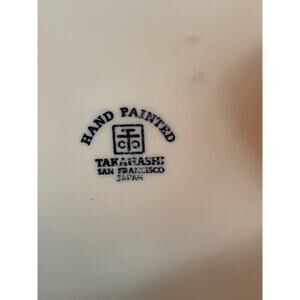 HAND PAINTED
TAKAHASHI
SAN FRANCISCO
JAPAN